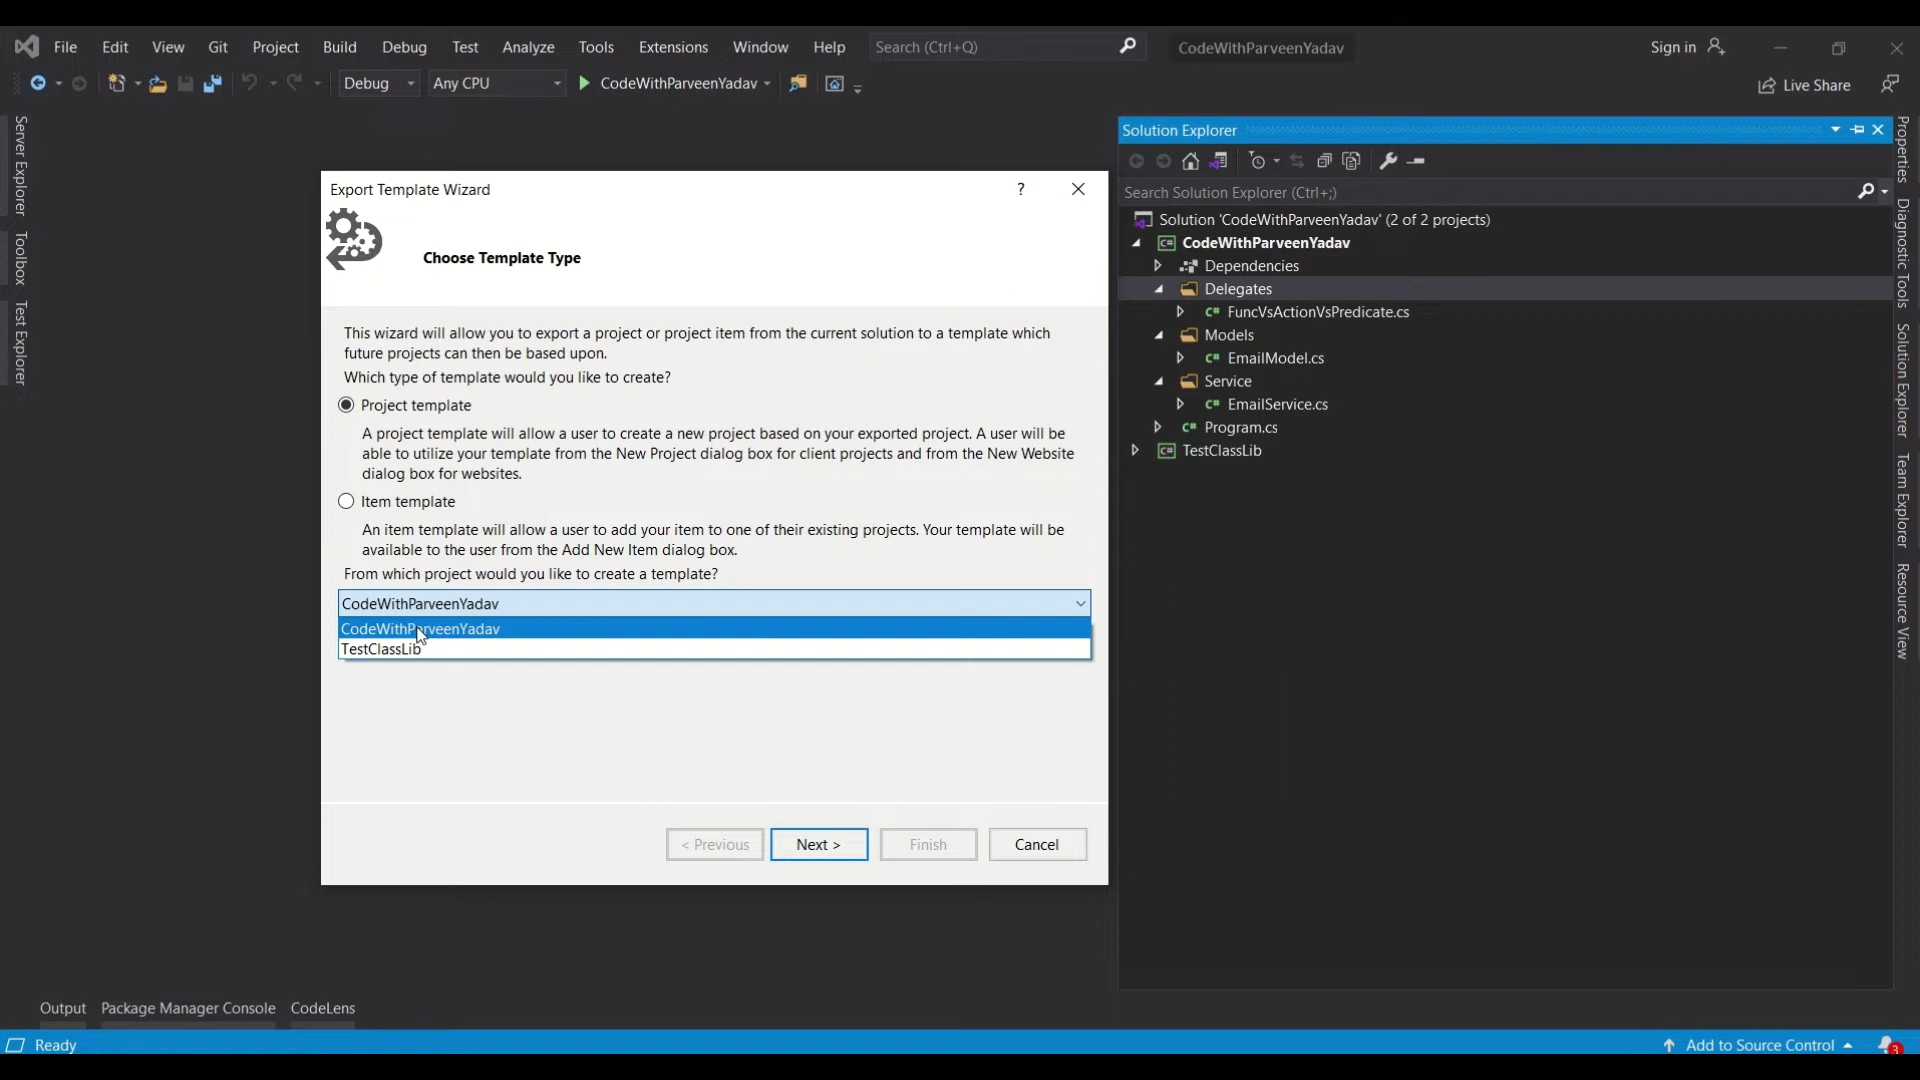 File Edit View Git Project Build Debug Test Analyze Tools Extensions Window Help Search (Ctrl+Q) CodeWithParveenYadav Sign in
Debug Any CPU CodeWithParveenYadav Live Share
Server Explorer
Toolbox
Test Explorer
Export Template Wizard ?
Choose Template Type
This wizard will allow you to export a project or project item from the current solution to a template which
future projects can then be based upon.
Which type of template would you like to create?
Project template
A project template will allow a user to create a new project based on your exported project. A user will be
able to utilize your template from the New Project dialog box for client projects and from the New Website
dialog box for websites.
Item template
An item template will allow a user to add your item to one of their existing projects. Your template will be
available to the user from the Add New Item dialog box.
From which project would you like to create a template?
CodeWithParveenYadav
CodeWithParveenYadav
TestClassLib
< Previous Next > Finish Cancel
Solution Explorer
Search Solution Explorer (Ctrl+;)
Solution 'CodeWithParveenYadav' (2 of 2 projects)
C# CodeWithParveenYadav
Dependencies
Delegates
C# FuncVsActionVsPredicate.cs
Models
C# EmailModel.cs
Service
C# EmailService.cs
C# Program.cs
C# TestClassLib
Properties
Diagnostic Tools
Solution Explorer
Team Explorer
Resource View
Output Package Manager Console CodeLens
Ready Add to Source Control 3